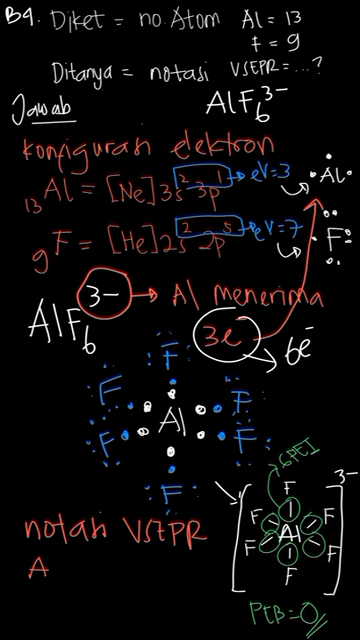 B4. Diket = no. Atom Al = 13
F = 9
Ditanya = notasi VSEPR = ...?
Jawab AlF6 3-
Konfigurasi elektron
13Al = [Ne] 3s2 3p1 → eV=3 Al
9F = [He] 2s2 2p5 → eV=7 F
AlF6 3- → Al menerima
3e → 6e-
F
F F
Al
F F
F
6PEI
3-
F
F F
Al
F F
F
notasi VSEPR
A
PEB = 0